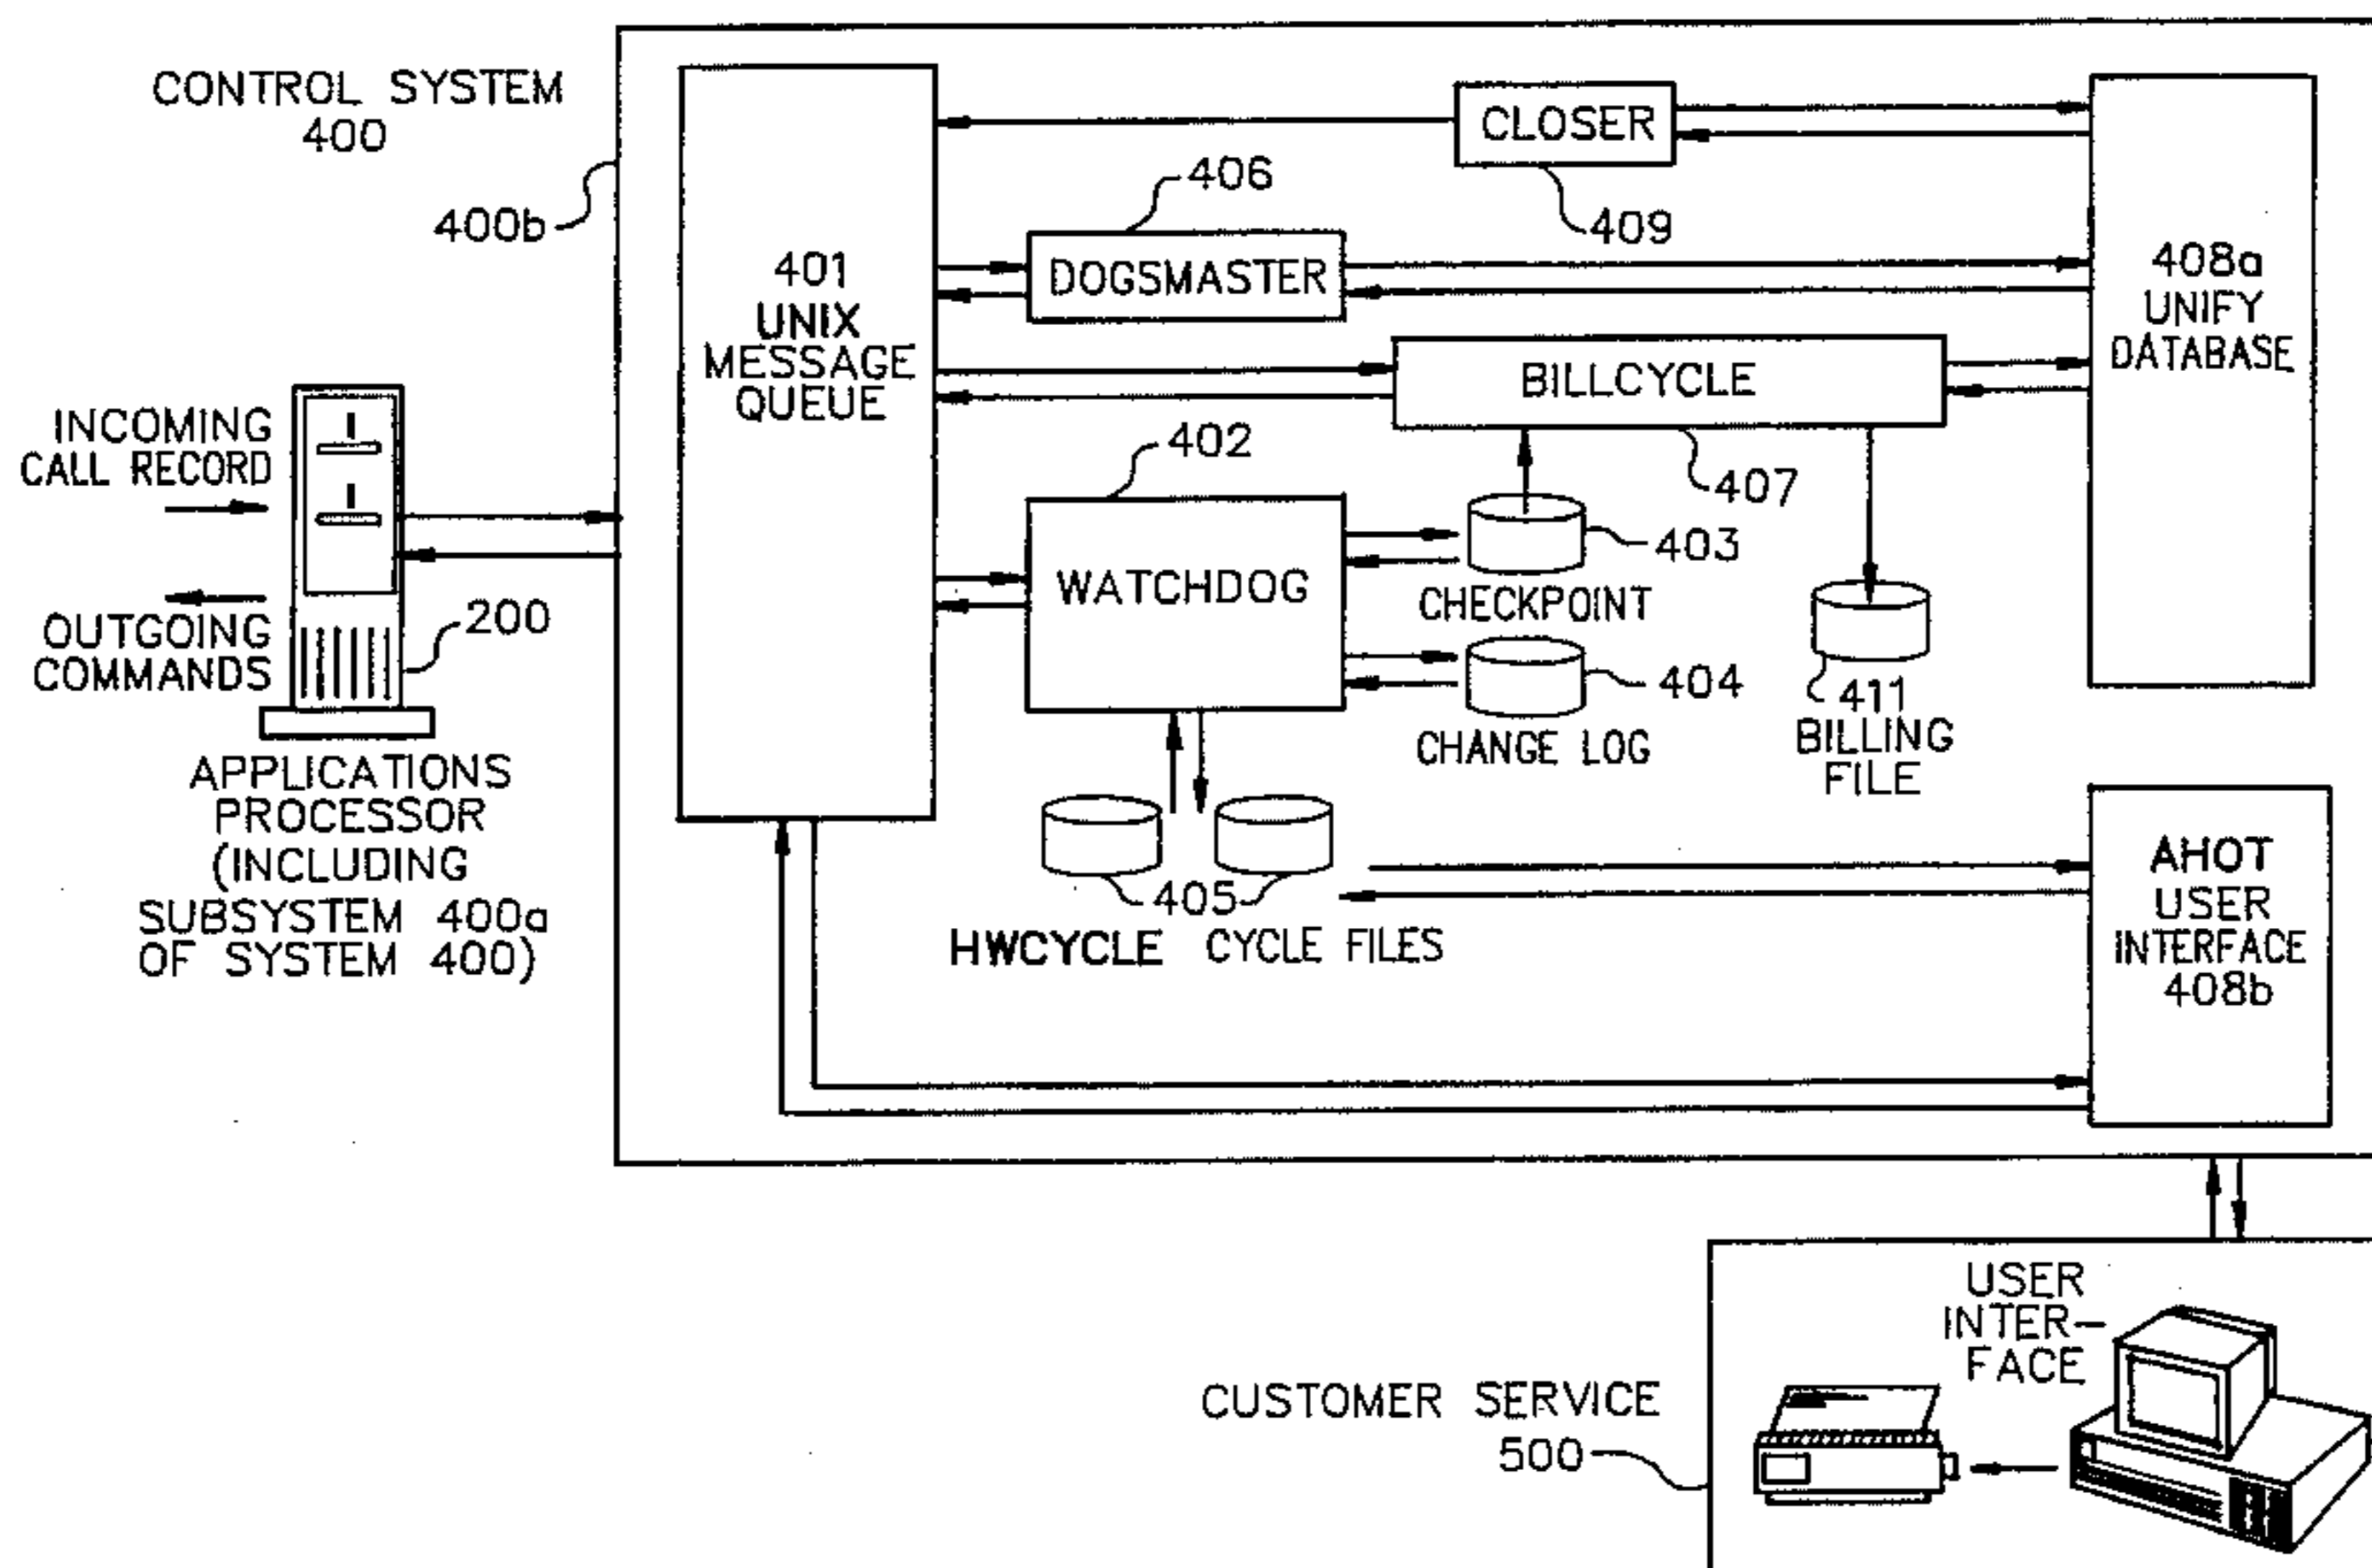 CONTROL SYSTEM
400
400b
401
UNIX
MESSAGE
QUEUE
CLOSER
409
406
DOGSMASTER
408a
UNIFY
DATABASE
BILLCYCLE
407
402
WATCHDOG
403
CHECKPOINT
404
CHANGE LOG
411
BILLING
FILE
405
HWCYCLE CYCLE FILES
AHOT
USER
INTERFACE
408b
INCOMING
CALL RECORD
OUTGOING
COMMANDS
200
APPLICATIONS
PROCESSOR
(INCLUDING
SUBSYSTEM 400a
OF SYSTEM 400)
USER
INTER-
FACE
CUSTOMER SERVICE
500